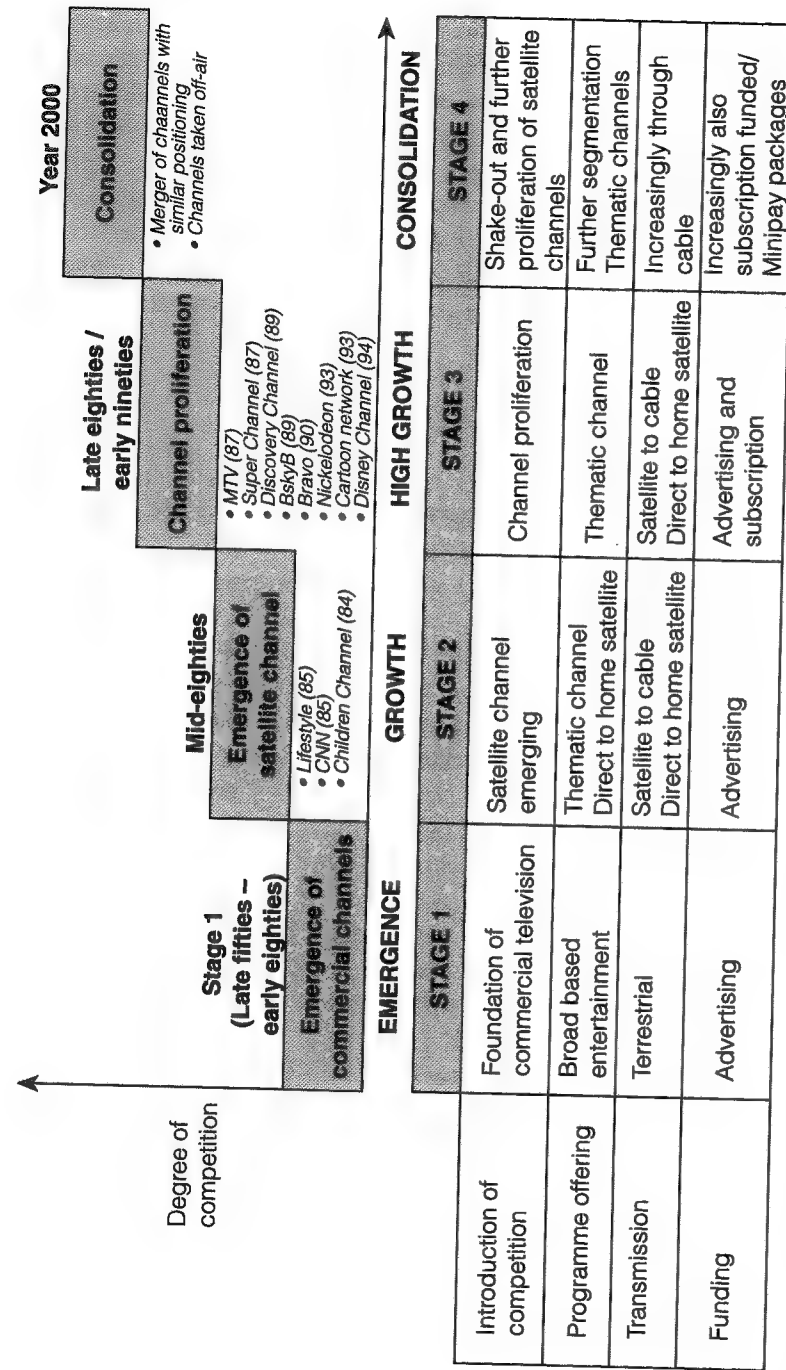 Degree of
competition
Stage 1
(Late fifties –
early eighties)
Emergence of
commercial channels
Mid-eighties
Emergence of
satellite channel
• Lifestyle (85)
• CNN (85)
• Children Channel (84)
Late eighties /
early nineties
Channel proliferation
• MTV (87)
• Super Channel (87)
• Discovery Channel (89)
• BskyB (89)
• Bravo (90)
• Nickelodeon (93)
• Cartoon network (93)
• Disney Channel (94)
Year 2000
Consolidation
• Merger of chaannels with
similar positioning
• Channels taken off-air
EMERGENCE GROWTH HIGH GROWTH CONSOLIDATION
STAGE 1 STAGE 2 STAGE 3 STAGE 4
Introduction of
competition
Foundation of
commercial television
Satellite channel
emerging
Channel proliferation
Shake-out and further
proliferation of satellite
channels
Programme offering
Broad based
entertainment
Thematic channel
Direct to home satellite
Thematic channel
Further segmentation
Thematic channels
Transmission
Terrestrial
Satellite to cable
Direct to home satellite
Satellite to cable
Direct to home satellite
Increasingly through
cable
Funding
Advertising
Advertising
Advertising and
subscription
Increasingly also
subscription funded/
Minipay packages